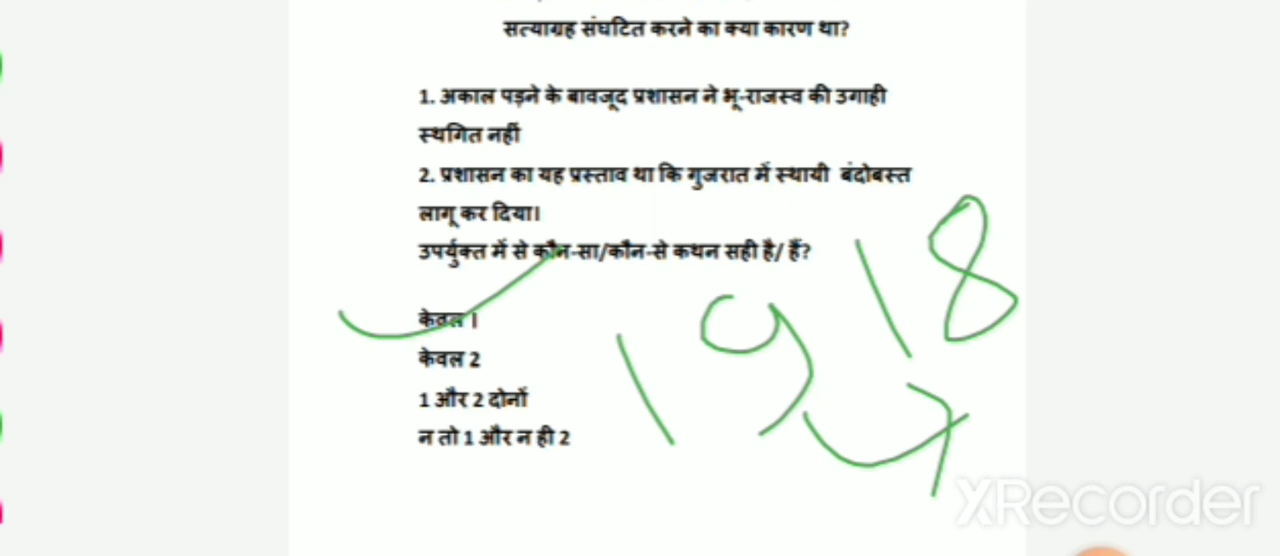 सत्याग्रह संघटित करने का क्या कारण था?
1. अकाल पड़ने के बावजूद प्रशासन ने भू-राजस्व की उगाही
स्थगित नहीं
2. प्रशासन का यह प्रस्ताव था कि गुजरात में स्थायी बंदोबस्त
लागू कर दिया।
उपर्युक्त में से कौन-सा/कौन-से कथन सही है/ हैं?
केवल 1
केवल 2
1 और 2 दोनों
न तो 1 और न ही 2
1918
XRecorder